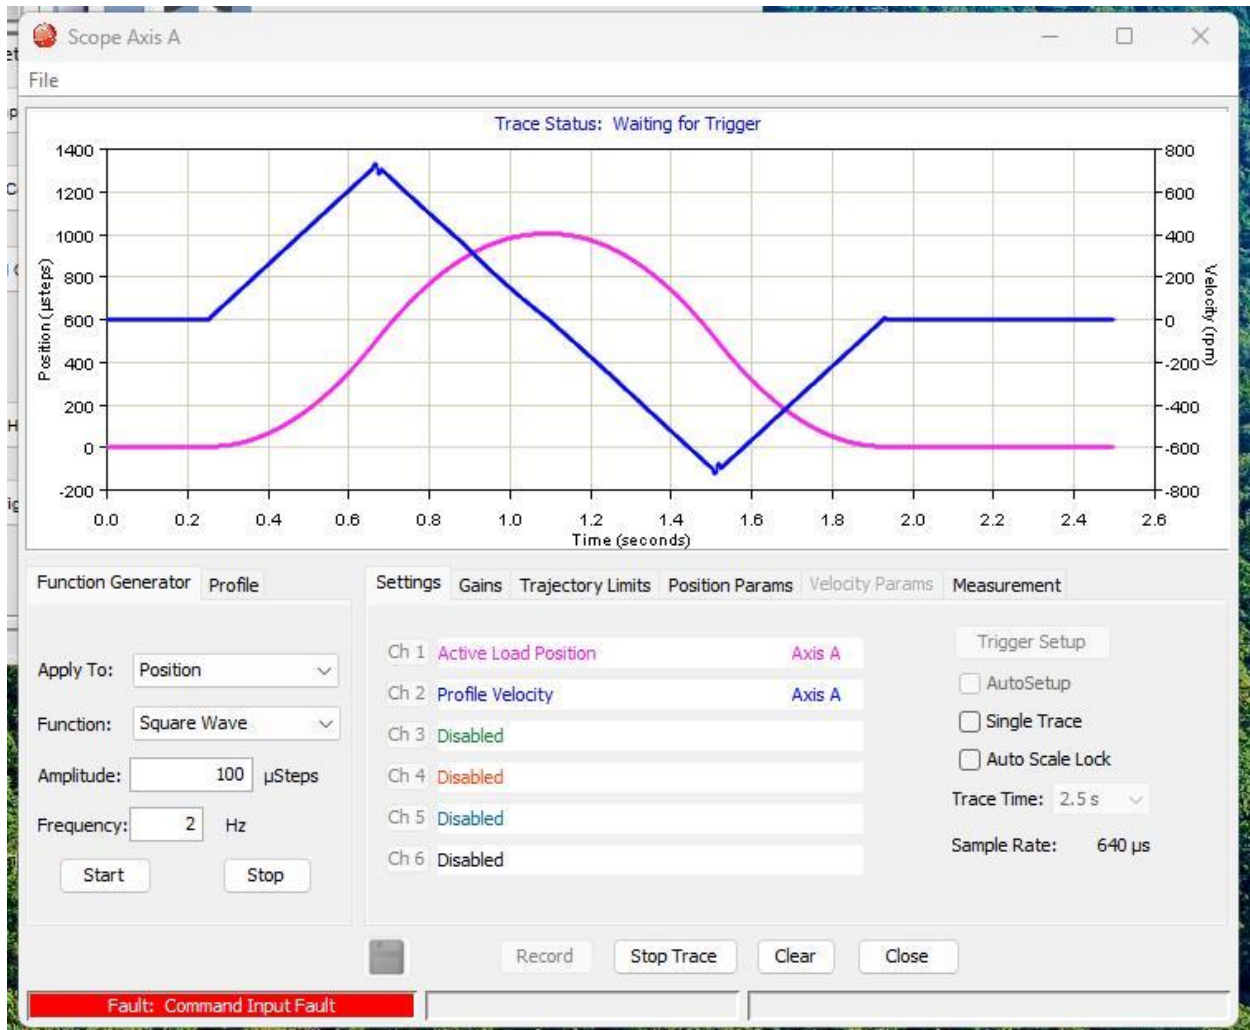 Scope Axis A
File
Trace Status: Waiting for Trigger
1400
1200
1000
800
600
400
200
0
-200
Position (µsteps)
800
600
400
200
0
-200
-400
-600
-800
Velocity (rpm)
0.0 0.2 0.4 0.6 0.8 1.0 1.2 1.4 1.6 1.8 2.0 2.2 2.4 2.6
Time (seconds)
Function Generator Profile
Apply To: Position
Function: Square Wave
Amplitude: 100 µSteps
Frequency: 2 Hz
Start Stop
Settings Gains Trajectory Limits Position Params Velocity Params Measurement
Ch 1 Active Load Position Axis A
Ch 2 Profile Velocity Axis A
Ch 3 Disabled
Ch 4 Disabled
Ch 5 Disabled
Ch 6 Disabled
Trigger Setup
AutoSetup
Single Trace
Auto Scale Lock
Trace Time: 2.5 s
Sample Rate: 640 µs
Record Stop Trace Clear Close
Fault: Command Input Fault